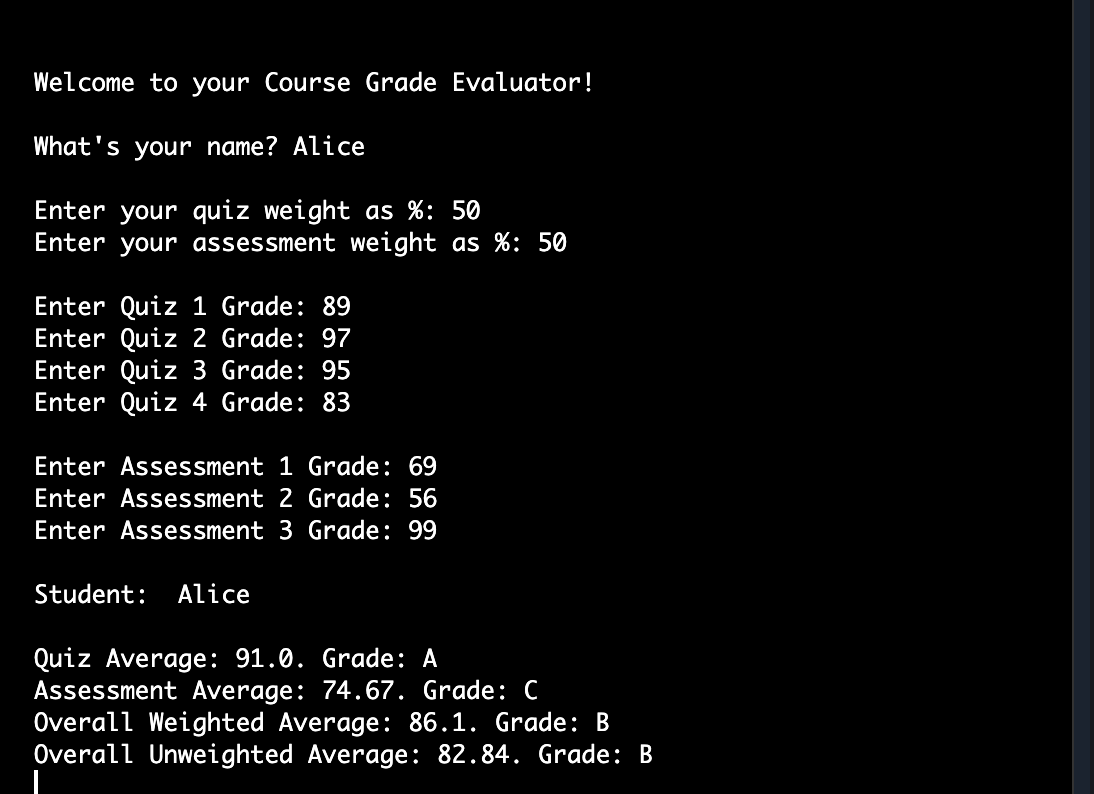 Welcome to your Course Grade Evaluator!
What's your name? Alice
Enter your quiz weight as %: 50
Enter your assessment weight as %: 50
Enter Quiz 1 Grade: 89
Enter Quiz 2 Grade: 97
Enter Quiz 3 Grade: 95
Enter Quiz 4 Grade: 83
Enter Assessment 1 Grade: 69
Enter Assessment 2 Grade: 56
Enter Assessment 3 Grade: 99
Student:  Alice
Quiz Average: 91.0. Grade: A
Assessment Average: 74.67. Grade: C
Overall Weighted Average: 86.1. Grade: B
Overall Unweighted Average: 82.84. Grade: B